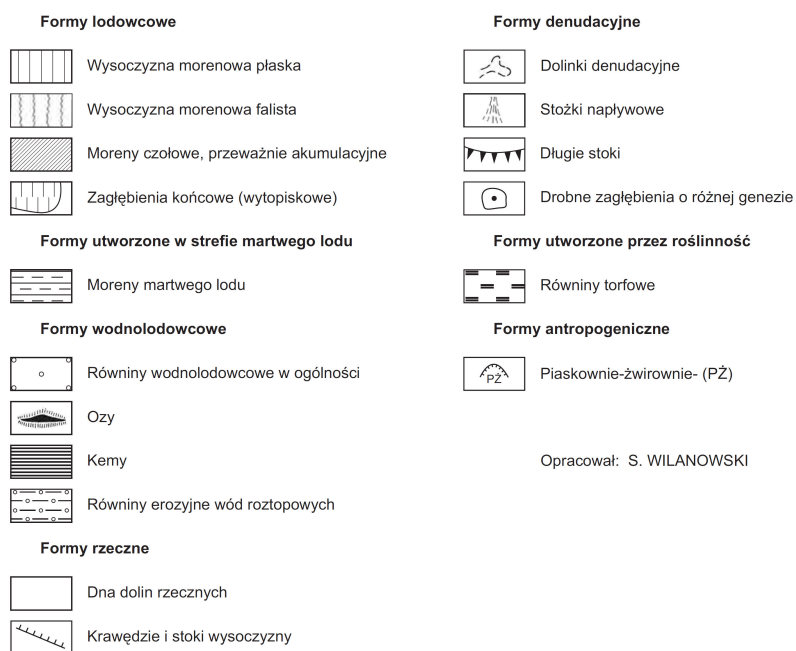 Formy lodowcowe
Wysoczyzna morenowa płaska
Wysoczyzna morenowa falista
Moreny czołowe, przeważnie akumulacyjne
Zagłębienia końcowe (wytopiskowe)
Formy utworzone w strefie martwego lodu
Moreny martwego lodu
Formy wodnolodowcowe
Równiny wodnolodowcowe w ogólności
Ozy
Kemy
Równiny erozyjne wód roztopowych
Formy rzeczne
Dna dolin rzecznych
Krawędzie i stoki wysoczyzny
Formy denudacyjne
Dolinki denudacyjne
Stożki napływowe
Długie stoki
Drobne zagłębienia o różnej genezie
Formy utworzone przez roślinność
Równiny torfowe
Formy antropogeniczne
PŻ
Piaskownie-żwirownie- (PŻ)
Opracował: S. WILANOWSKI